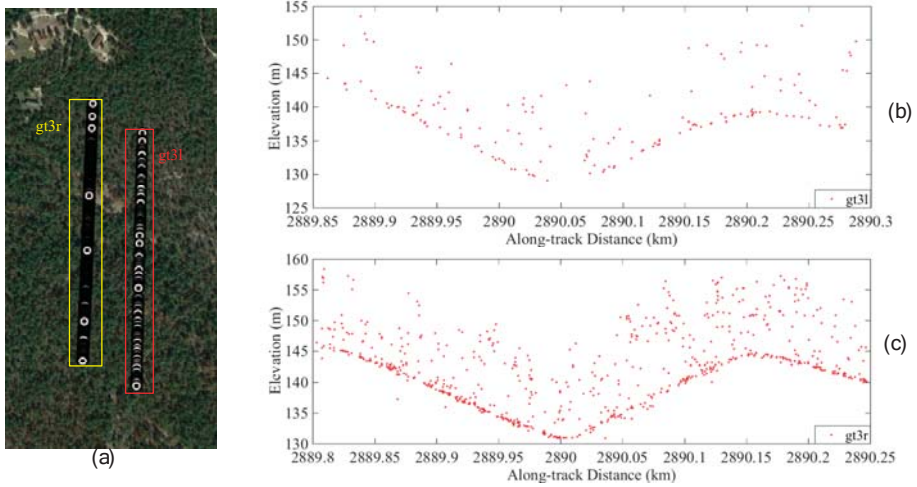 gt3r
gt3l
(a)
155
150
145
140
135
130
125
Elevation (m)
2889.85 2889.9 2889.95 2890 2890.05 2890.1 2890.15 2890.2 2890.25 2890.3
Along-track Distance (km)
gt3l
(b)
160
155
150
145
140
135
130
Elevation (m)
2889.8 2889.85 2889.9 2889.95 2890 2890.05 2890.1 2890.15 2890.2 2890.25
Along-track Distance (km)
gt3r
(c)